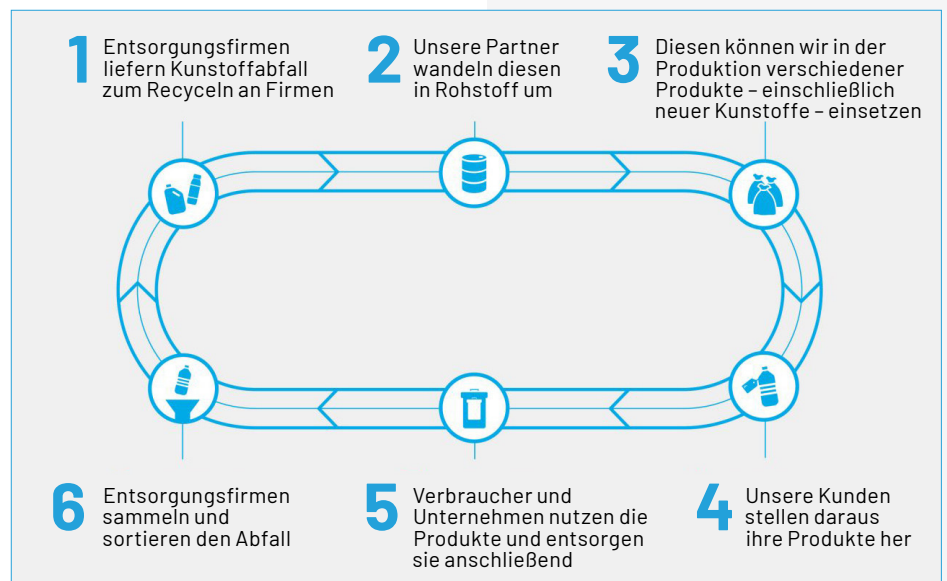 1 Entsorgungsfirmen
liefern Kunstoffabfall
zum Recyceln an Firmen
2 Unsere Partner
wandeln diesen
in Rohstoff um
3 Diesen können wir in der
Produktion verschiedener
Produkte – einschließlich
neuer Kunstoffe – einsetzen
6 Entsorgungsfirmen
sammeln und
sortieren den Abfall
5 Verbraucher und
Unternehmen nutzen die
Produkte und entsorgen
sie anschließend
4 Unsere Kunden
stellen daraus
ihre Produkte her